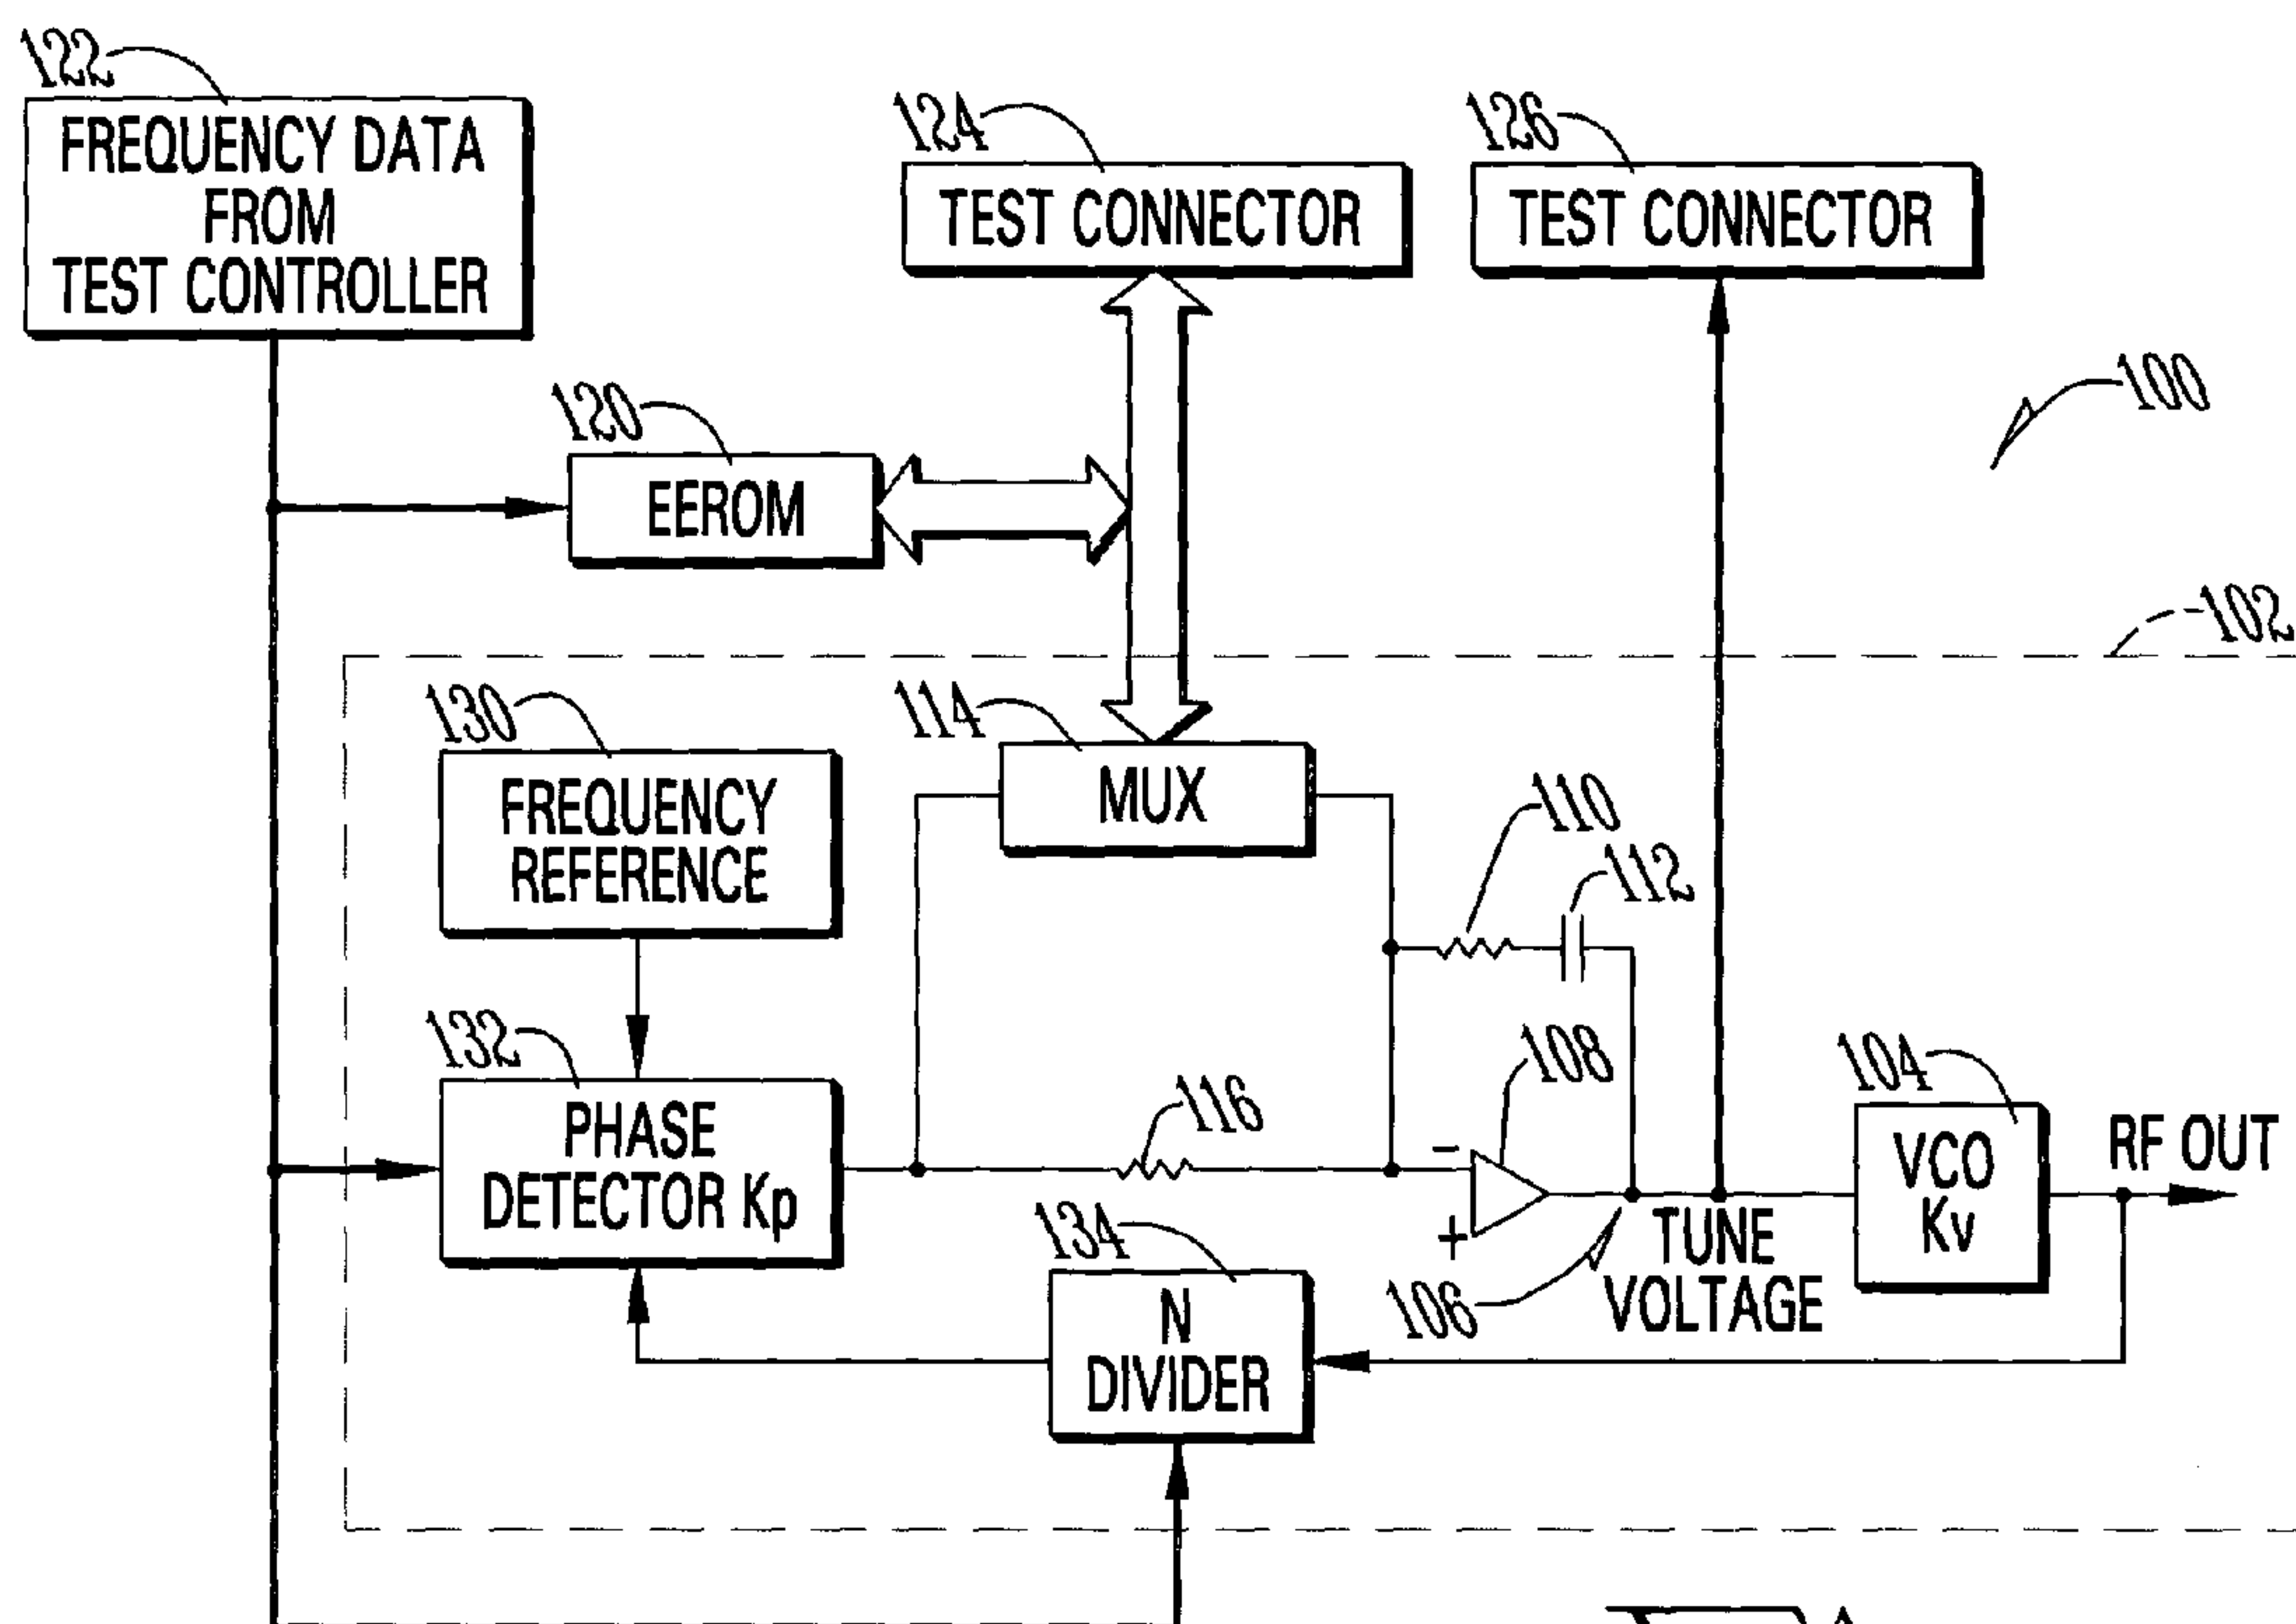 122
FREQUENCY DATA
FROM
TEST CONTROLLER
124
TEST CONNECTOR
126
TEST CONNECTOR
100
120
EEROM
102
130
FREQUENCY
REFERENCE
114
MUX
110
112
132
PHASE
DETECTOR Kp
116
108
-
+
104
VCO
Kv
RF OUT
106
TUNE
VOLTAGE
134
N
DIVIDER